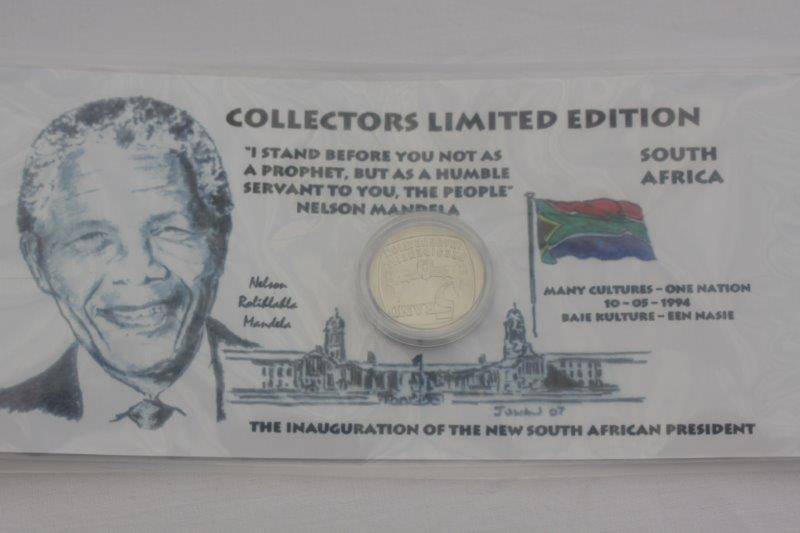 COLLECTORS LIMITED EDITION
"I STAND BEFORE YOU NOT AS
A PROPHET, BUT AS A HUMBLE
SERVANT TO YOU, THE PEOPLE"
NELSON MANDELA
SOUTH
AFRICA
Nelson
Rolihlahla
Mandela
MANY CULTURES - ONE NATION
10 - 05 - 1994
BAIE KULTURE - EEN NASIE
RAND
07
THE INAUGURATION OF THE NEW SOUTH AFRICAN PRESIDENT